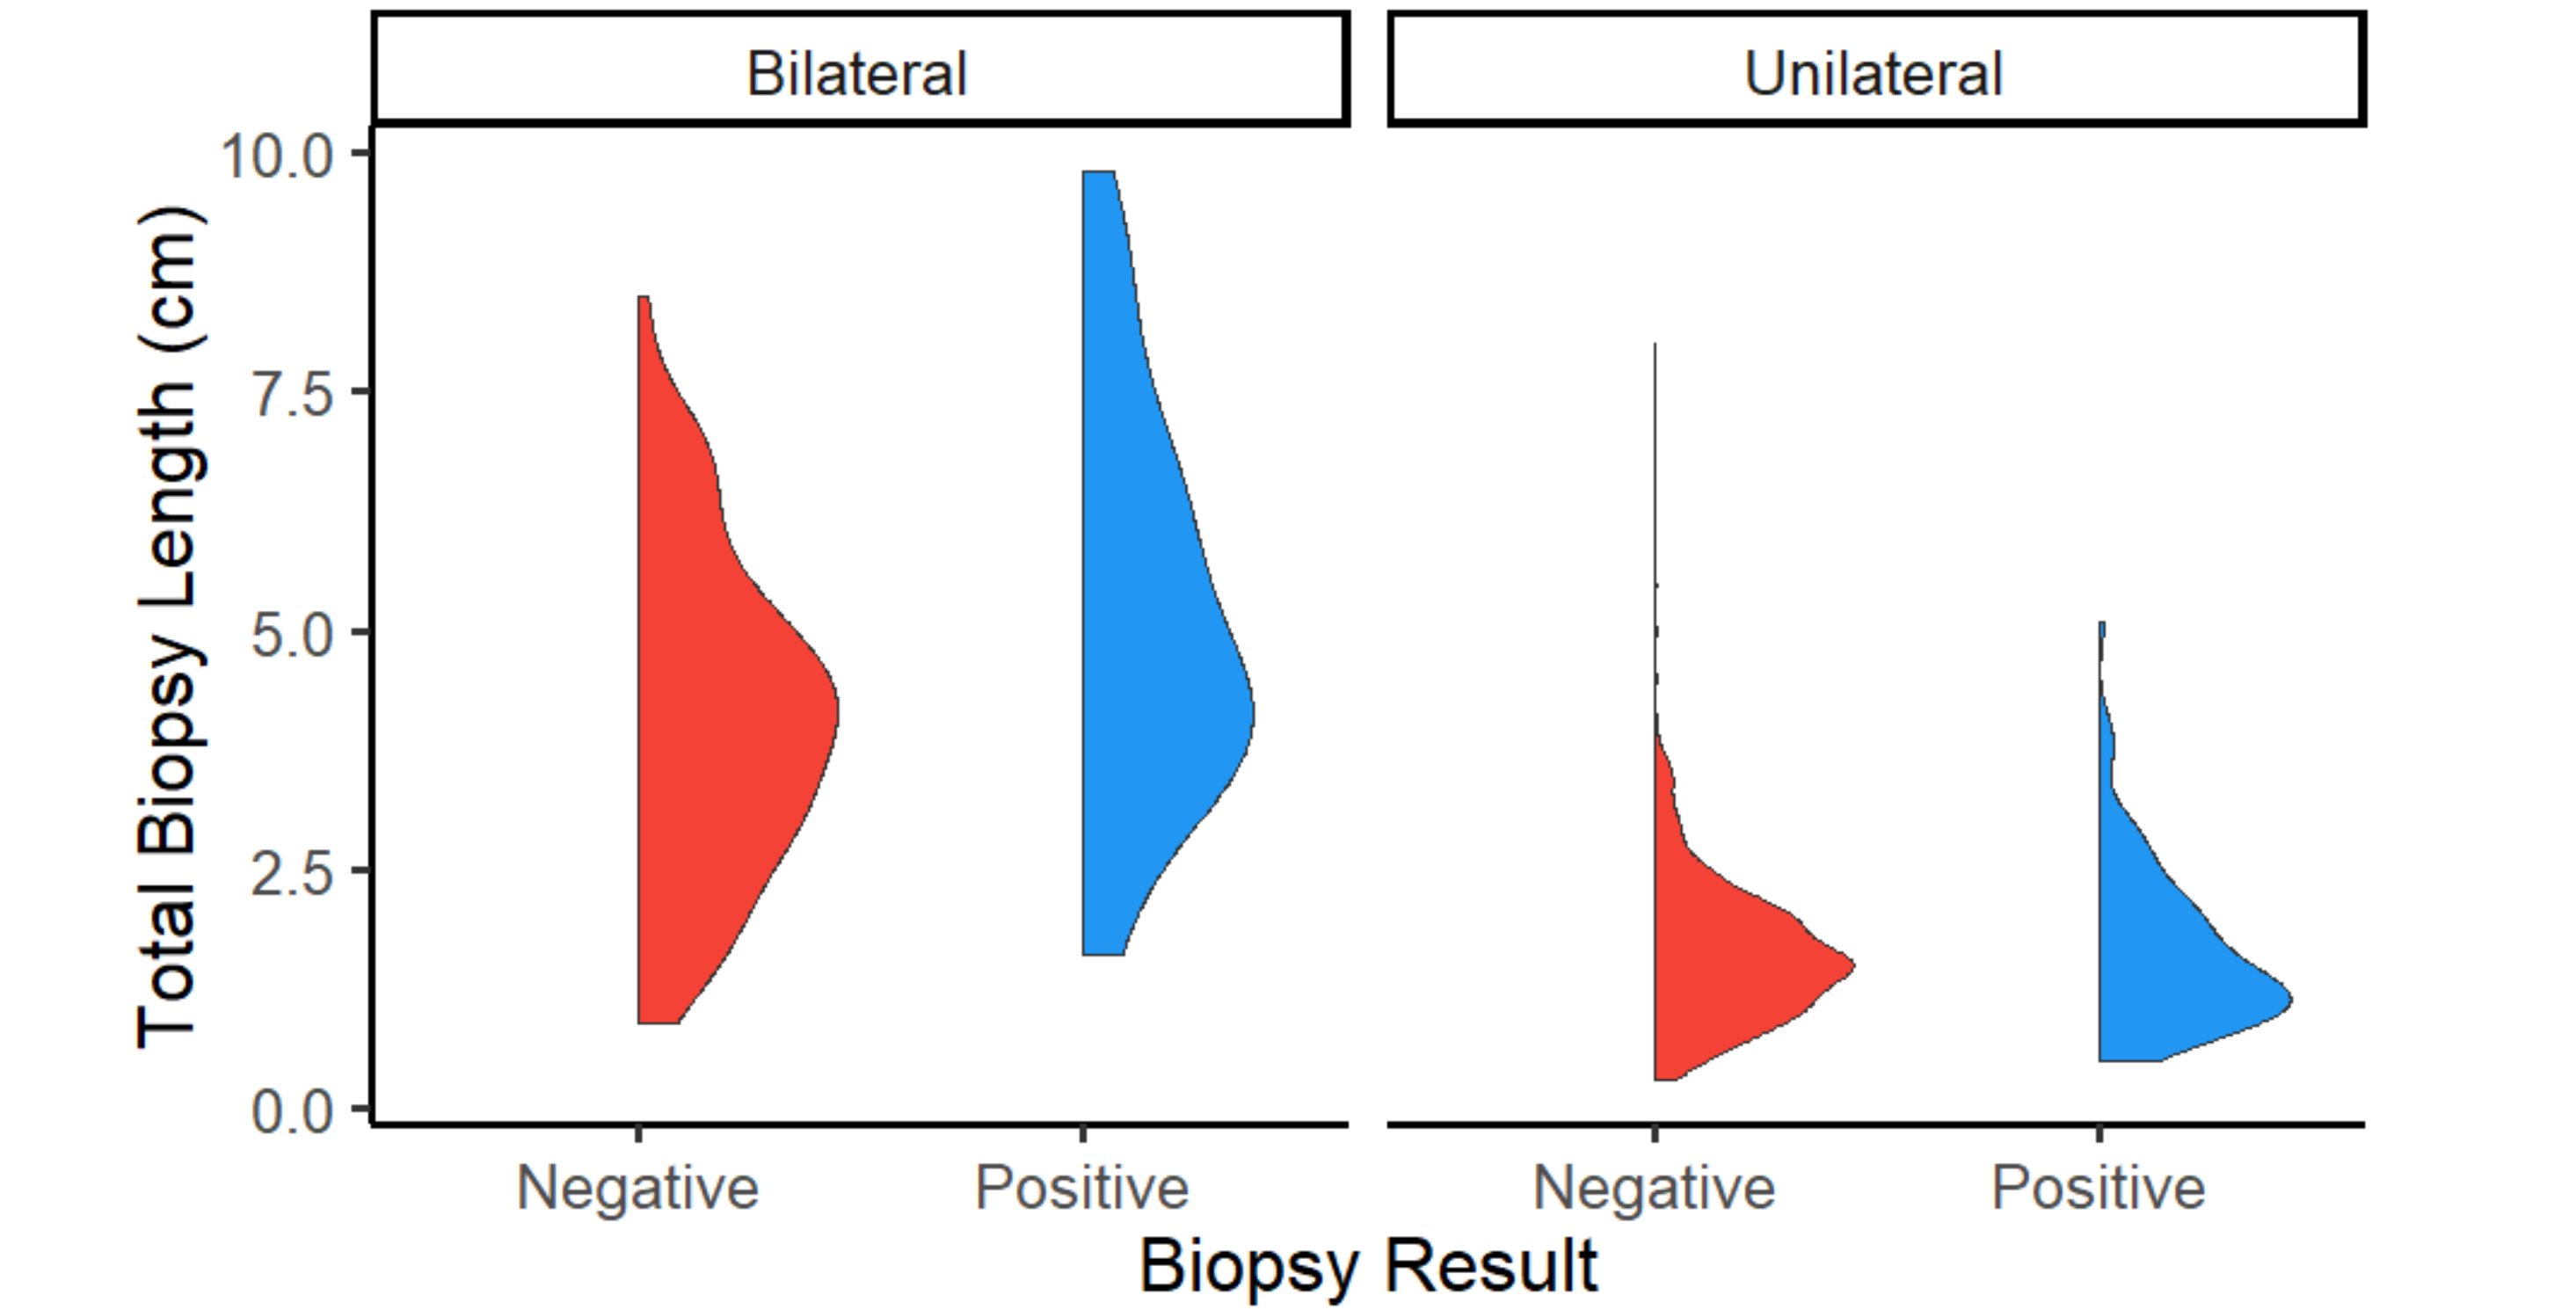 Bilateral
Unilateral
Total Biopsy Length (cm)
10.0
7.5
5.0
2.5
0.0
Negative
Positive
Negative
Positive
Biopsy Result